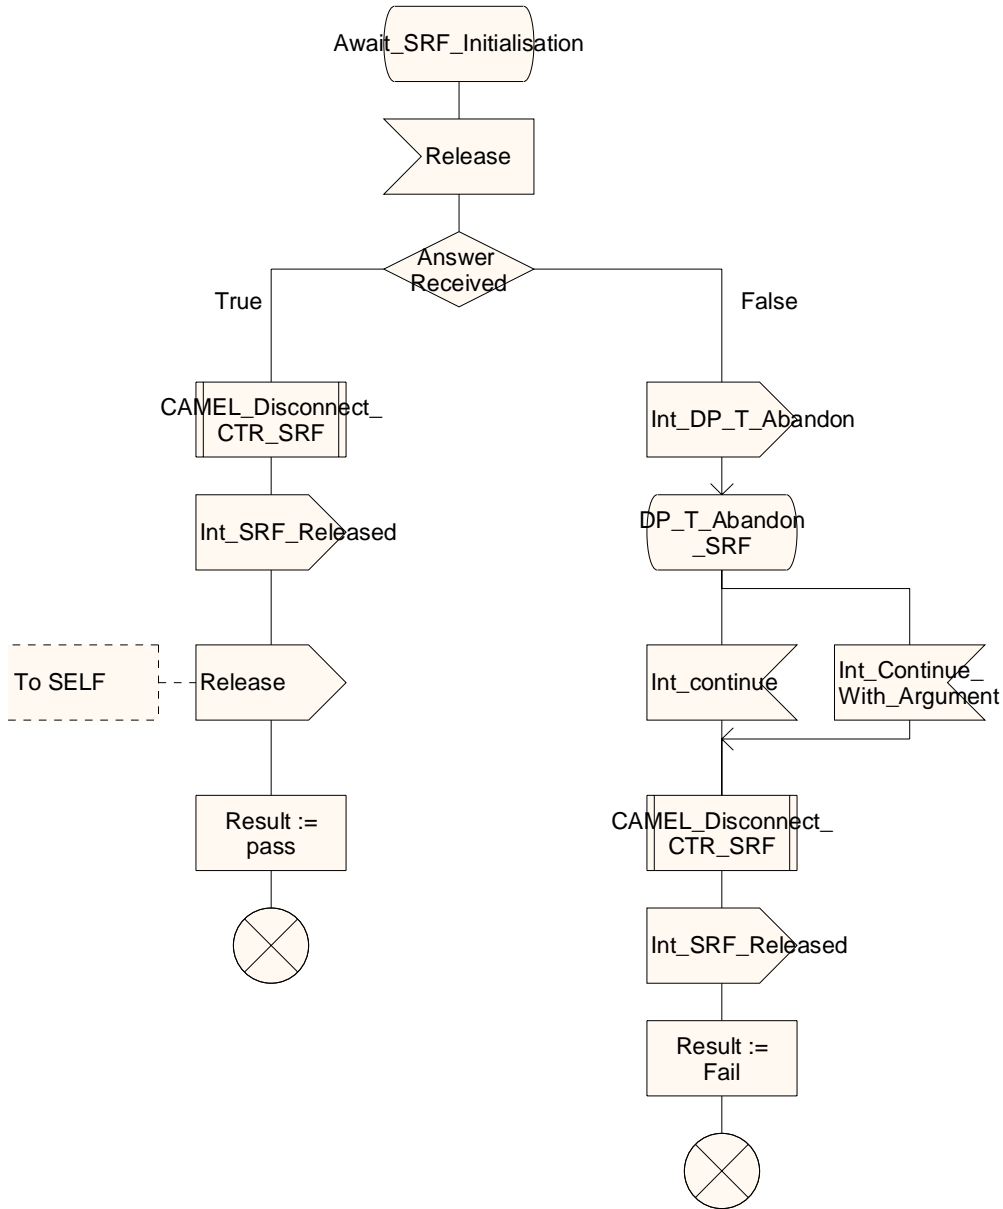 Await_SRF_Initialisation
Release
Answer
Received
True
False
CAMEL_Disconnect_
CTR_SRF
Int_DP_T_Abandon
Int_SRF_Released
DP_T_Abandon
_SRF
To SELF
Release
Int_continue
Int_Continue_
With_Argument
Result :=
pass
CAMEL_Disconnect_
CTR_SRF
Int_SRF_Released
Result :=
Fail